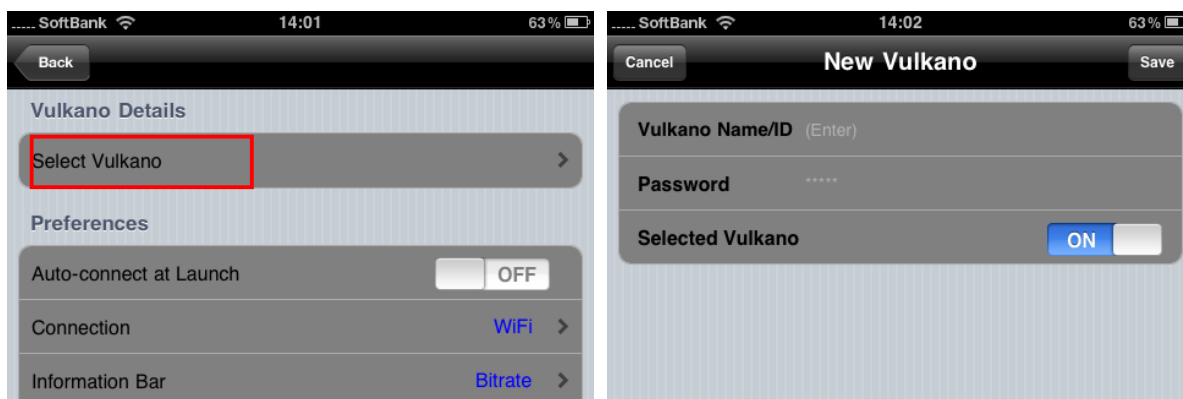 ..... SoftBank 14:01 63%
Back
Vulkano Details
Select Vulkano
Preferences
Auto-connect at Launch OFF
Connection WiFi
Information Bar Bitrate
..... SoftBank 14:02 63%
Cancel New Vulkano Save
Vulkano Name/ID (Enter)
Password *****
Selected Vulkano ON